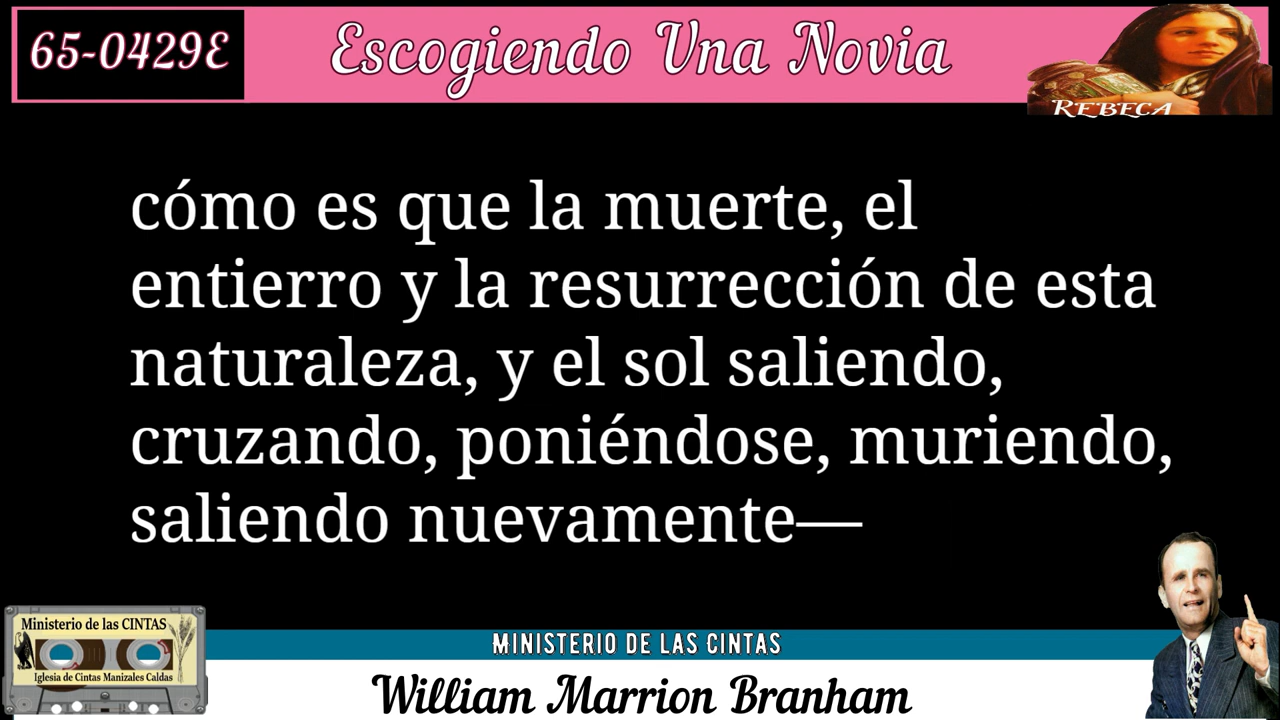 65-0429E
Escogiendo Una Novia
REBECA
cómo es que la muerte, el
entierro y la resurrección de esta
naturaleza, y el sol saliendo,
cruzando, poniéndose, muriendo,
saliendo nuevamente—
Ministerio de las CINTAS
Iglesia de Cintas Manizales Caldas
MINISTERIO DE LAS CINTAS
William Marrion Branham